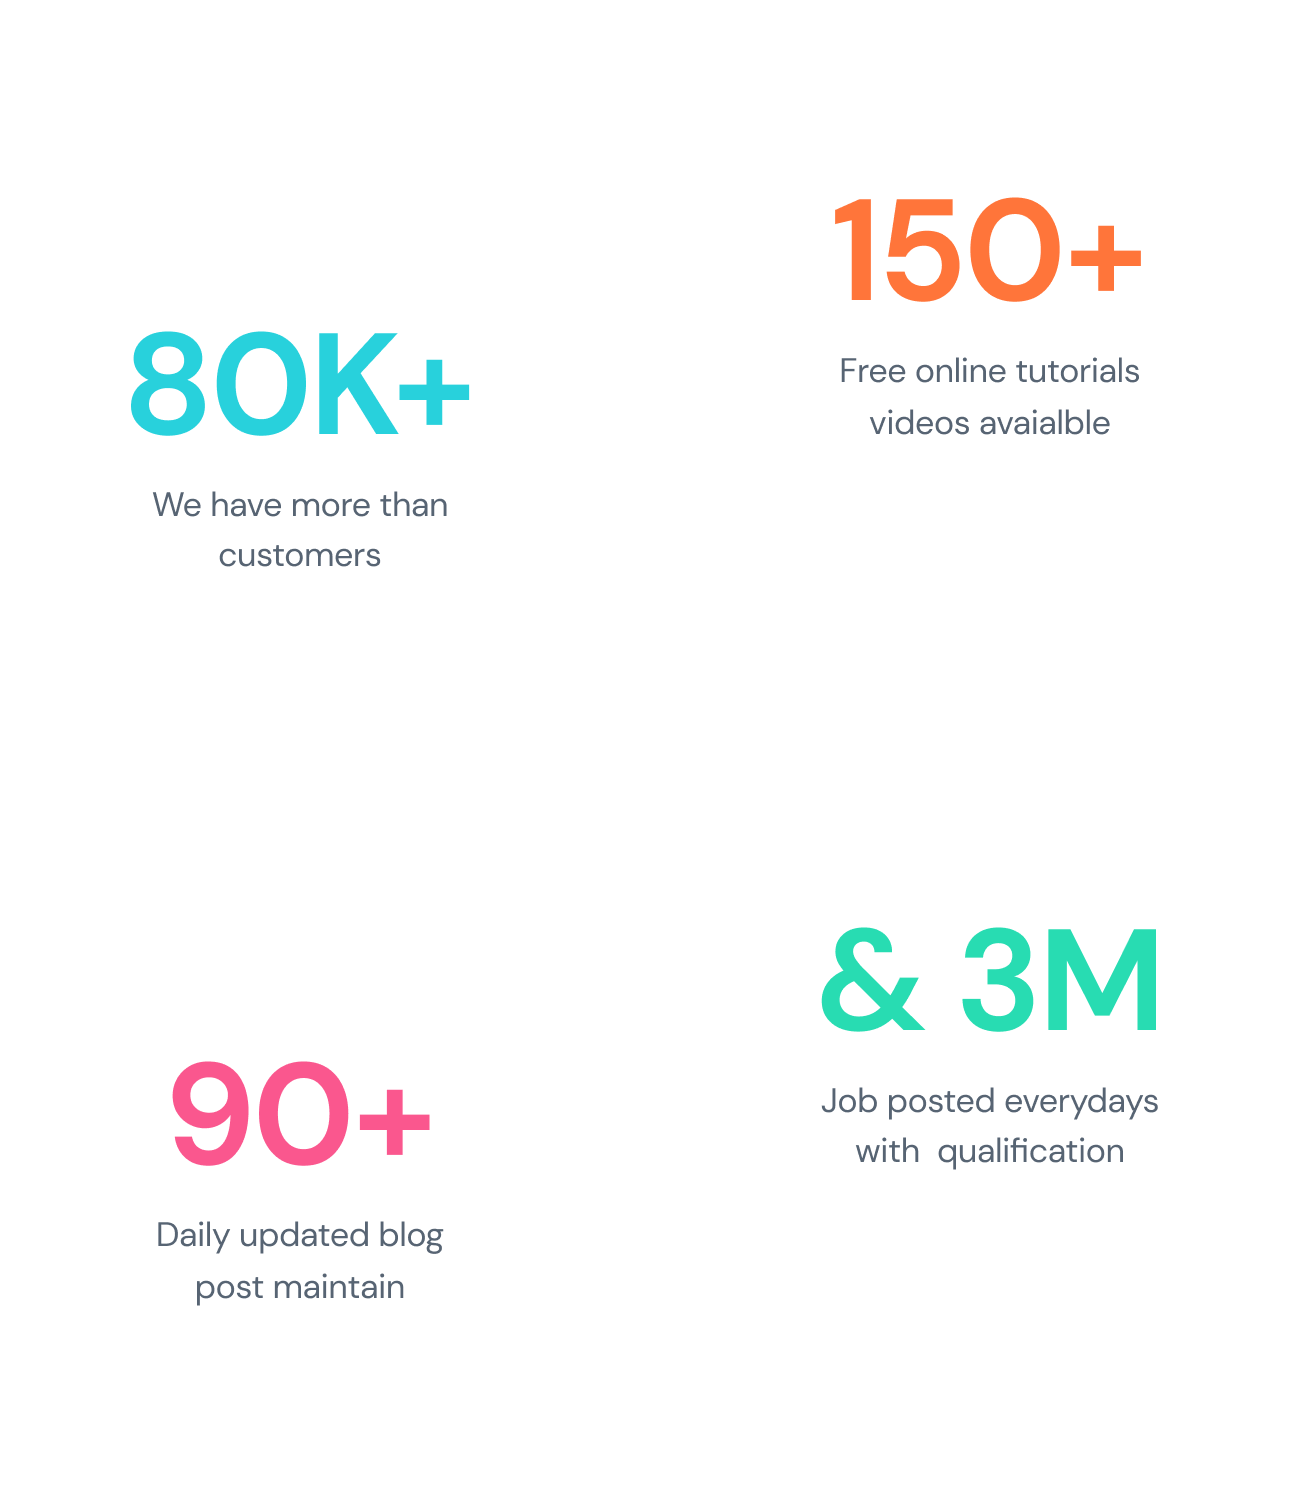 80K+
We have more than
customers
150+
Free online tutorials
videos avaialble
90+
Daily updated blog
post maintain
& 3M
Job posted everydays
with  qualification